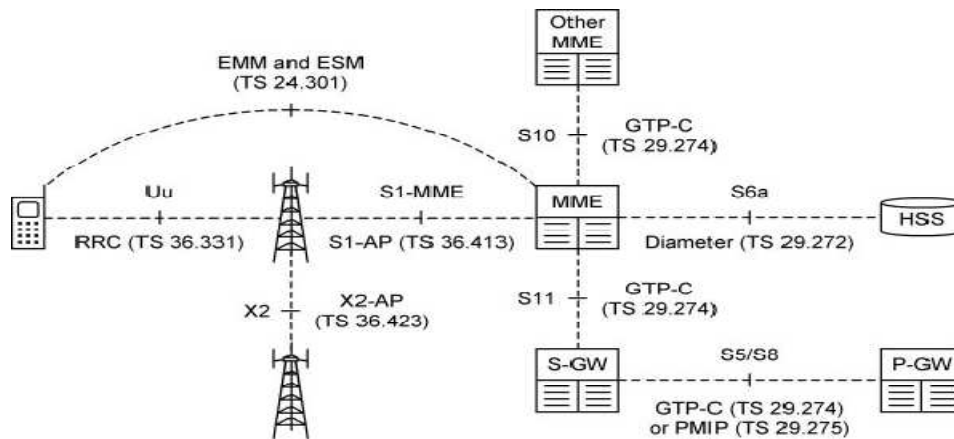 Other
MME
EMM and ESM
(TS 24.301)
S10
GTP-C
(TS 29.274)
Uu
S1-MME
MME
S6a
HSS
RRC (TS 36.331)
S1-AP (TS 36.413)
Diameter (TS 29.272)
X2
X2-AP
(TS 36.423)
S11
GTP-C
(TS 29.274)
S-GW
S5/S8
P-GW
GTP-C (TS 29.274)
or PMIP (TS 29.275)